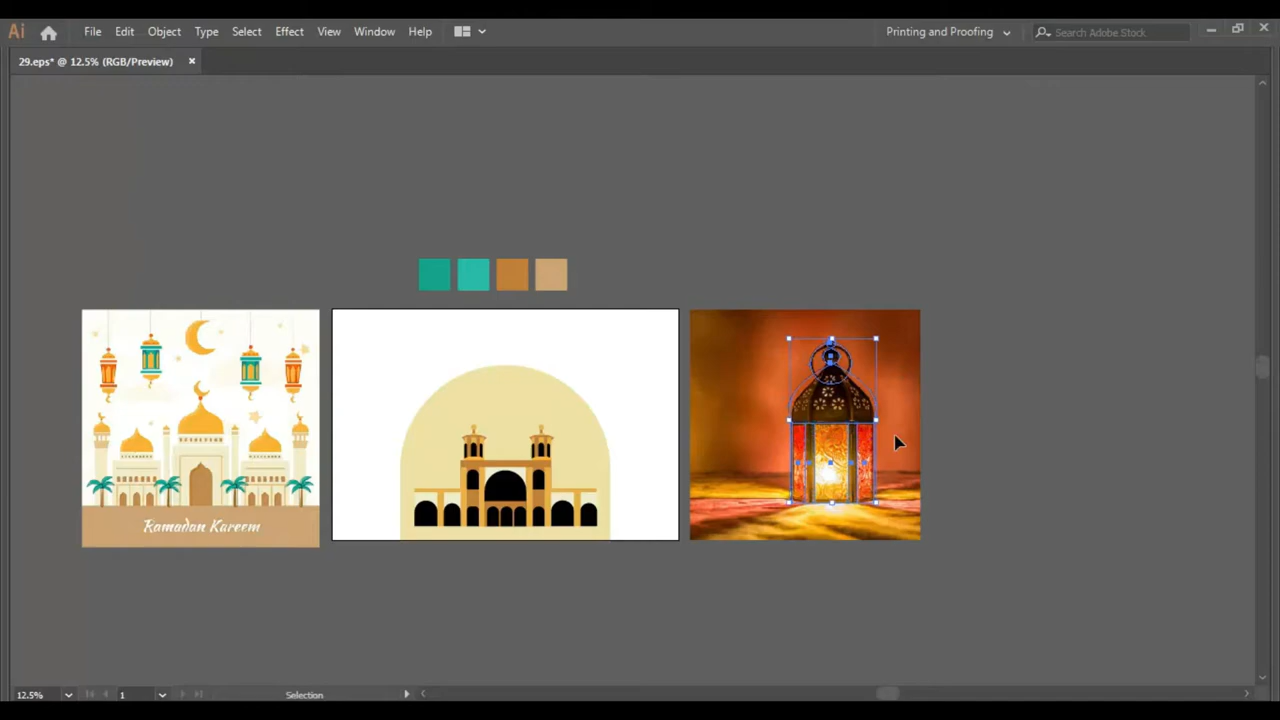 Ai File Edit Object Type Select Effect View Window Help Printing and Proofing Search Adobe Stock
29.eps* @ 12.5% (RGB/Preview) ×
Ramadan Kareem
12.5% 1 Selection